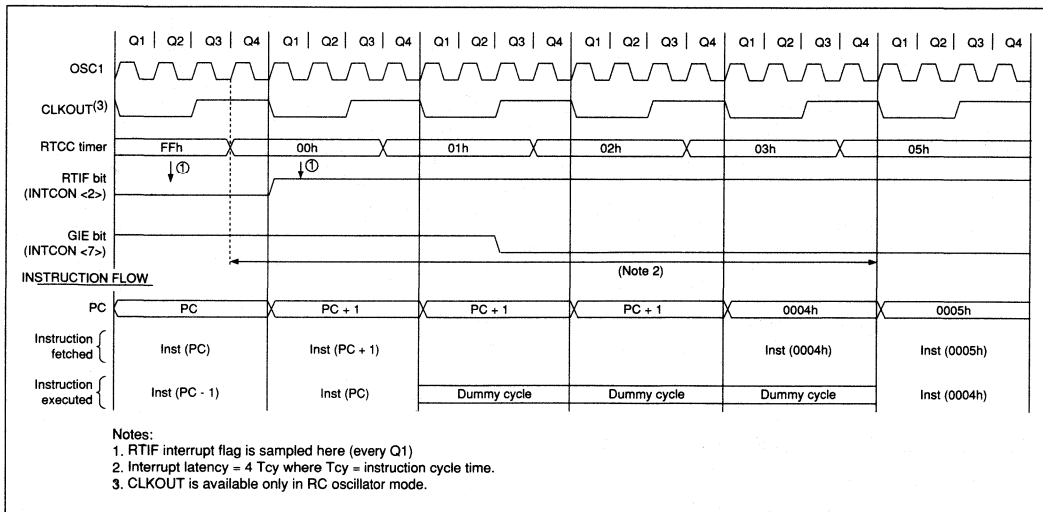 Q1 | Q2 | Q3 | Q4 Q1 | Q2 | Q3 | Q4 Q1 | Q2 | Q3 | Q4 Q1 | Q2 | Q3 | Q4 Q1 | Q2 | Q3 | Q4 Q1 | Q2 | Q3 | Q4
OSC1
CLKOUT(3)
RTCC timer FFh 00h 01h 02h 03h 05h
① ①
RTIF bit
(INTCON <2>)
GIE bit
(INTCON <7>)
(Note 2)
INSTRUCTION FLOW
PC PC PC + 1 PC + 1 PC + 1 0004h 0005h
Instruction
fetched Inst (PC) Inst (PC + 1) Inst (0004h) Inst (0005h)
Instruction
executed Inst (PC - 1) Inst (PC) Dummy cycle Dummy cycle Dummy cycle Inst (0004h)
Notes:
1. RTIF interrupt flag is sampled here (every Q1)
2. Interrupt latency = 4 Tcy where Tcy = instruction cycle time.
3. CLKOUT is available only in RC oscillator mode.